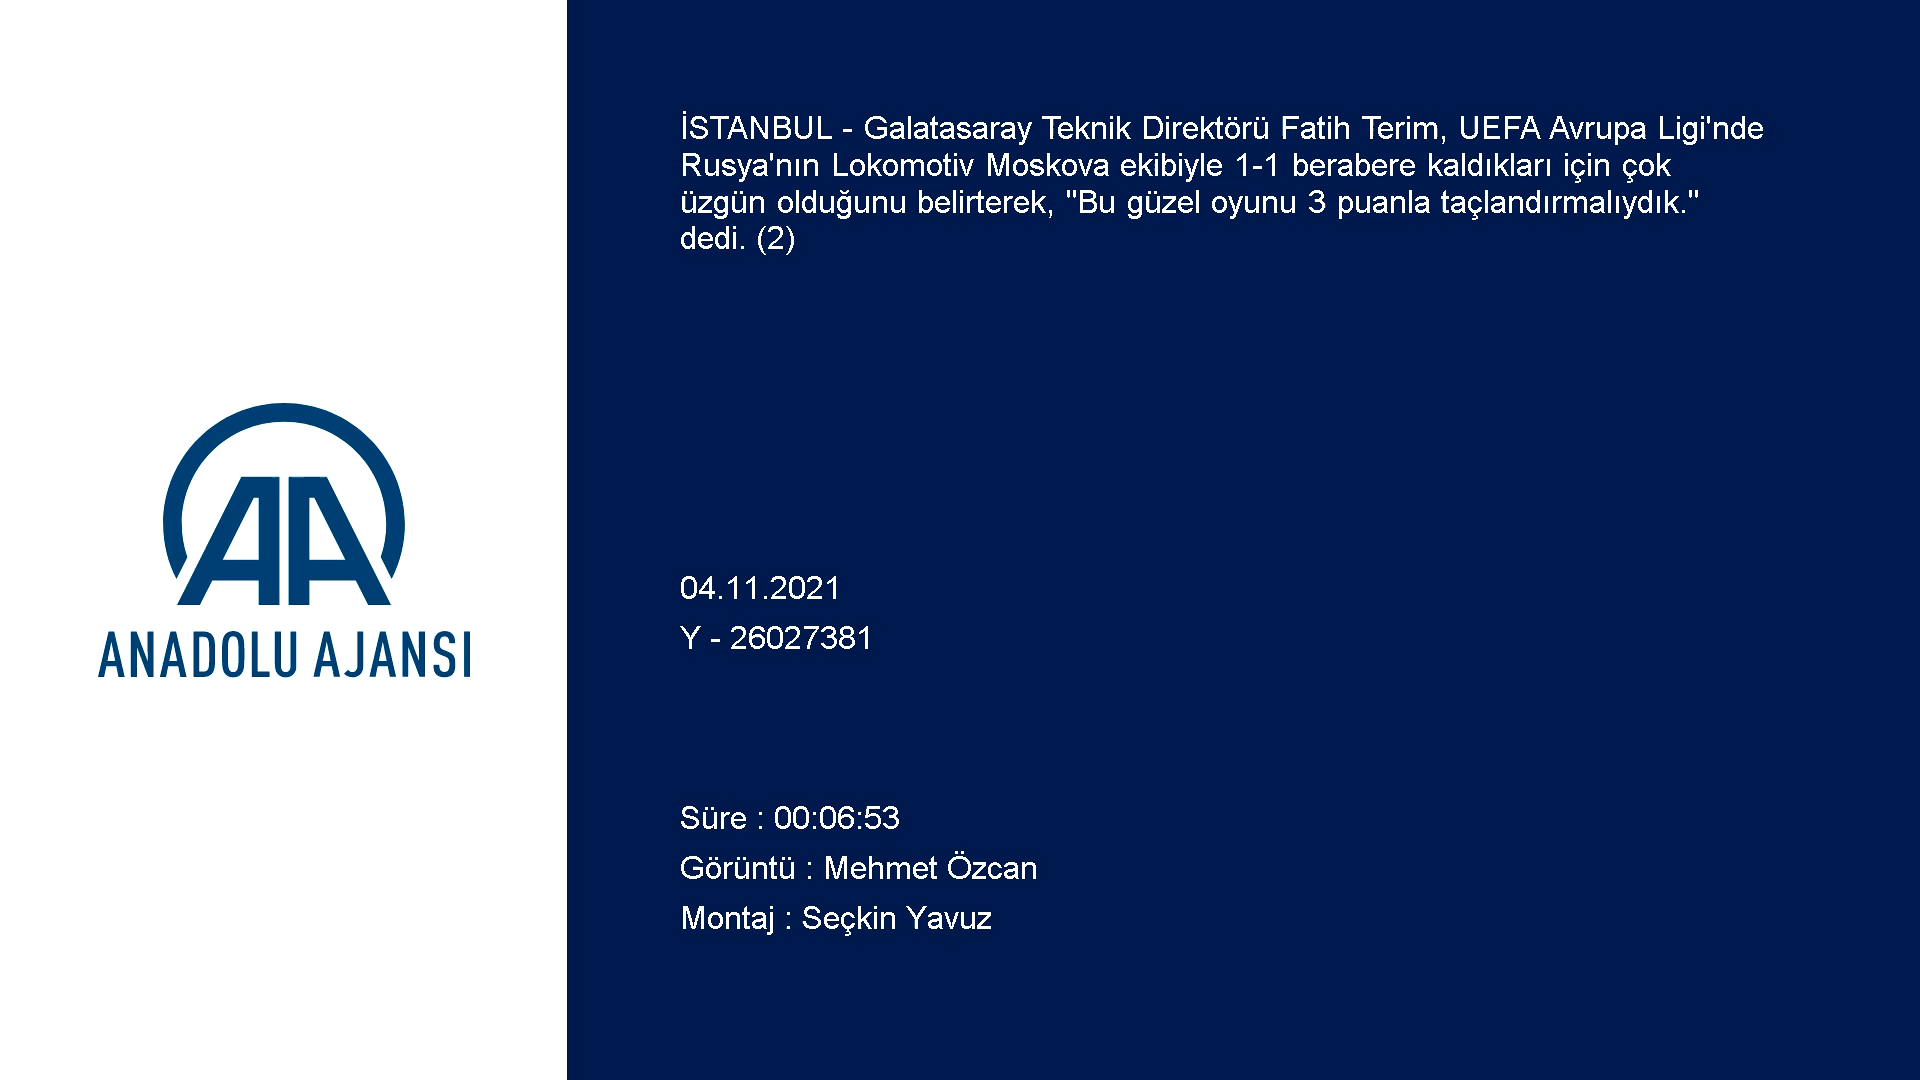 İSTANBUL - Galatasaray Teknik Direktörü Fatih Terim, UEFA Avrupa Ligi'nde
Rusya'nın Lokomotiv Moskova ekibiyle 1-1 berabere kaldıkları için çok
üzgün olduğunu belirterek, "Bu güzel oyunu 3 puanla taçlandırmalıydık."
dedi. (2)
AA
ANADOLU AJANSI
04.11.2021
Y - 26027381
Süre : 00:06:53
Görüntü : Mehmet Özcan
Montaj : Seçkin Yavuz